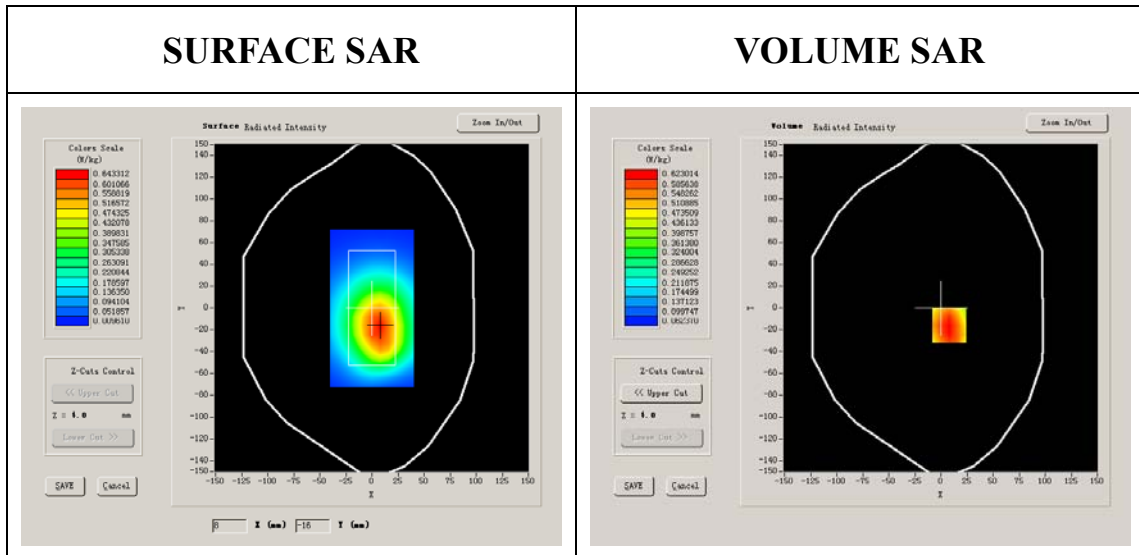 SURFACE SAR
VOLUME SAR
Surface Radiated Intensity
Zoom In/Out
Colors Scale
(W/kg)
0.643312
0.601066
0.558819
0.516572
0.474325
0.432078
0.389831
0.347585
0.305338
0.263091
0.220844
0.178597
0.136350
0.094104
0.051857
0.009610
150
140
120
100
80
60
40
20
0
-20
-40
-60
-80
-100
-120
-140
-150
Y
-150 -125 -100 -75 -50 -25 0 25 50 75 100 125 150
X
Z-Cuts Control
<< Upper Cut
Z = 4.0 mm
Lower Cut >>
SAVE Cancel
8 X (mm) -16 Y (mm)
Volume Radiated Intensity
Zoom In/Out
Colors Scale
(W/kg)
0.623014
0.585638
0.548262
0.510885
0.473509
0.436133
0.398757
0.361380
0.324004
0.286628
0.249252
0.211875
0.174499
0.137123
0.099747
0.062370
150
140
120
100
80
60
40
20
0
-20
-40
-60
-80
-100
-120
-140
-150
Y
-150 -125 -100 -75 -50 -25 0 25 50 75 100 125 150
X
Z-Cuts Control
<< Upper Cut
Z = 4.0 mm
Lower Cut >>
SAVE Cancel